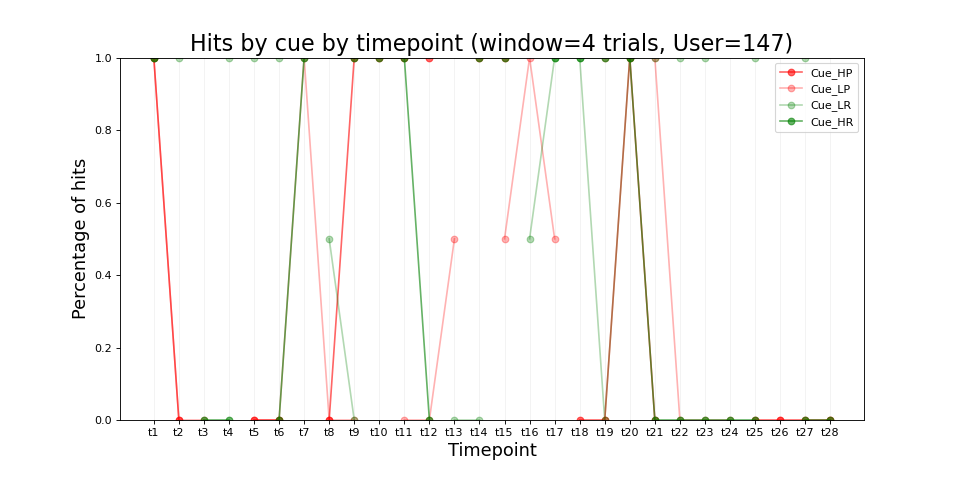 Hits by cue by timepoint (window=4 trials, User=147)
Percentage of hits
1.0
0.8
0.6
0.4
0.2
0.0
Cue_HP
Cue_LP
Cue_LR
Cue_HR
t1 t2 t3 t4 t5 t6 t7 t8 t9 t10 t11 t12 t13 t14 t15 t16 t17 t18 t19 t20 t21 t22 t23 t24 t25 t26 t27 t28
Timepoint